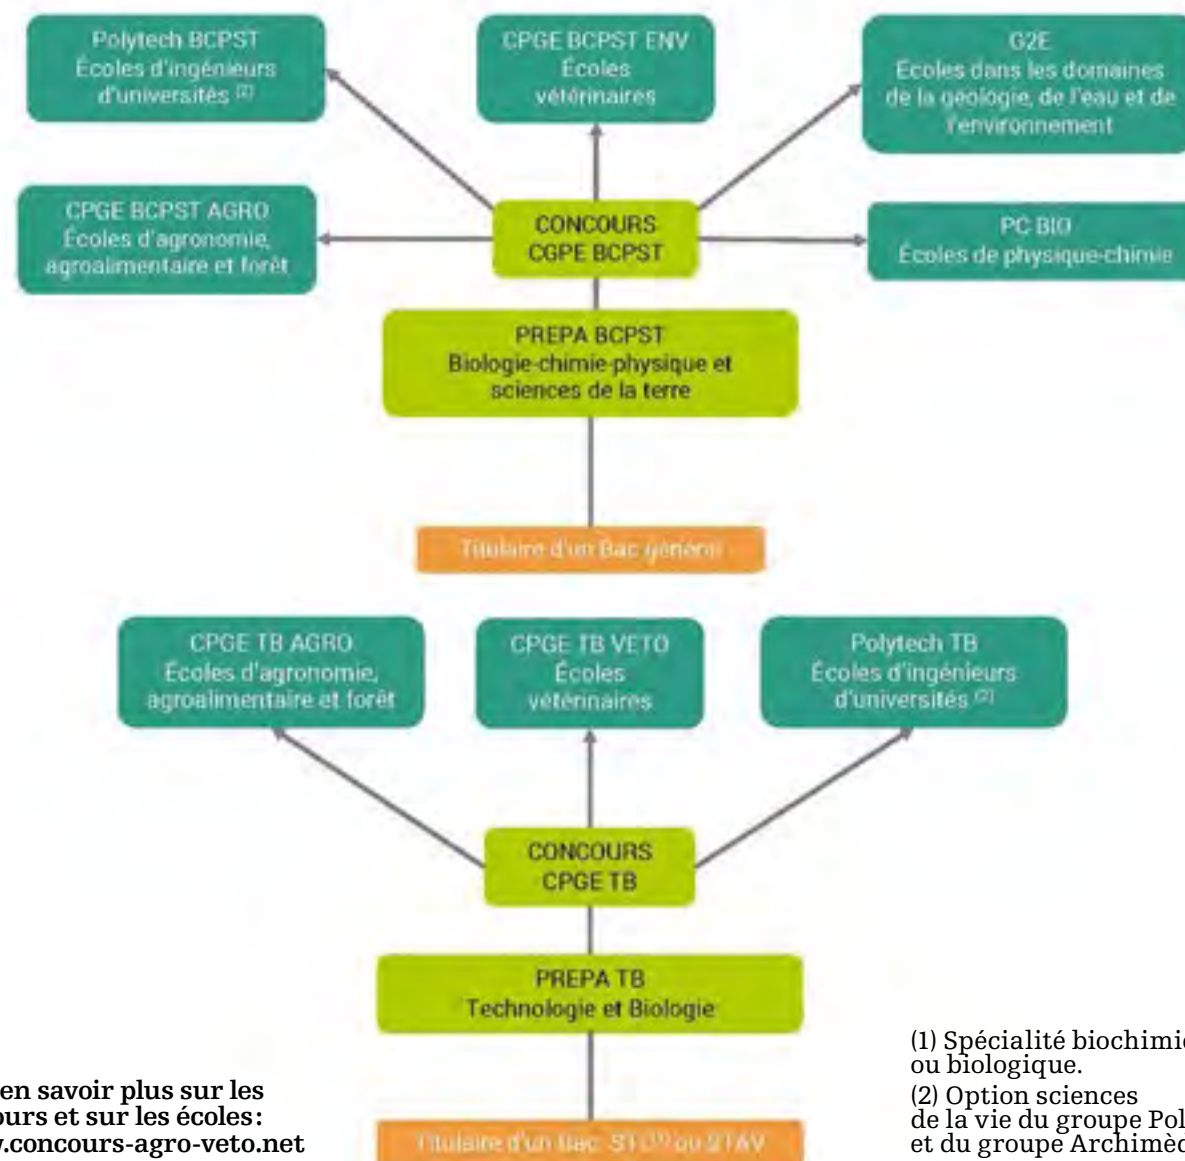 Polytech BCPST
Écoles d'ingénieurs
d'universités (2)
CPGE BCPST ENV
Écoles
vétérinaires
G2E
Ecoles dans les domaines
de la géologie, de l'eau et de
l'environnement
CPGE BCPST AGRO
Écoles d'agronomie,
agroalimentaire et forêt
CONCOURS
CGPE BCPST
PC BIO
Écoles de physique-chimie
PREPA BCPST
Biologie-chimie-physique et
sciences de la terre
Titulaire d'un Bac général
CPGE TB AGRO
Écoles d'agronomie,
agroalimentaire et forêt
CPGE TB VETO
Écoles
vétérinaires
Polytech TB
Écoles d'ingénieurs
d'universités (2)
CONCOURS
CPGE TB
PREPA TB
Technologie et Biologie
Titulaire d'un Bac STL (1) ou STAV
en savoir plus sur les
ours et sur les écoles:
.concours-agro-veto.net
(1) Spécialité biochimie
ou biologique.
(2) Option sciences
de la vie du groupe Pol
et du groupe Archimèd